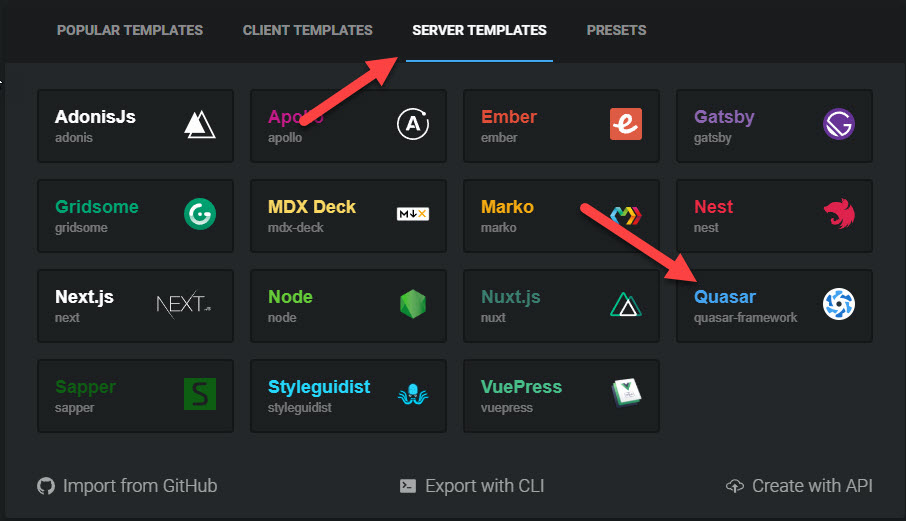 POPULAR TEMPLATES CLIENT TEMPLATES SERVER TEMPLATES PRESETS
AdonisJs
adonis
Apollo
apollo
A
Ember
ember
e
Gatsby
gatsby
Gridsome
gridsome
MDX Deck
mdx-deck
M↓X
Marko
marko
Nest
nest
Next.js
next
NEXT.JS
Node
node
Nuxt.js
nuxt
Quasar
quasar-framework
Sapper
sapper
S
Styleguidist
styleguidist
VuePress
vuepress
Import from GitHub Export with CLI Create with API